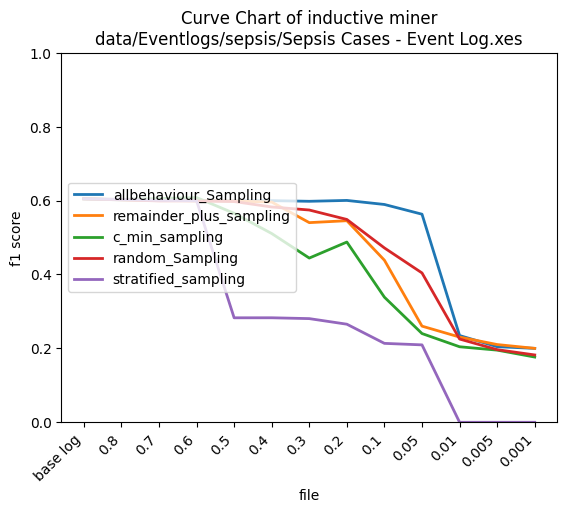 Curve Chart of inductive miner
data/Eventlogs/sepsis/Sepsis Cases - Event Log.xes
1.0
0.8
0.6
0.4
0.2
0.0
f1 score
allbehaviour_Sampling
remainder_plus_sampling
c_min_sampling
random_Sampling
stratified_sampling
base log
0.8
0.7
0.6
0.5
0.4
0.3
0.2
0.1
0.05
0.01
0.005
0.001
file